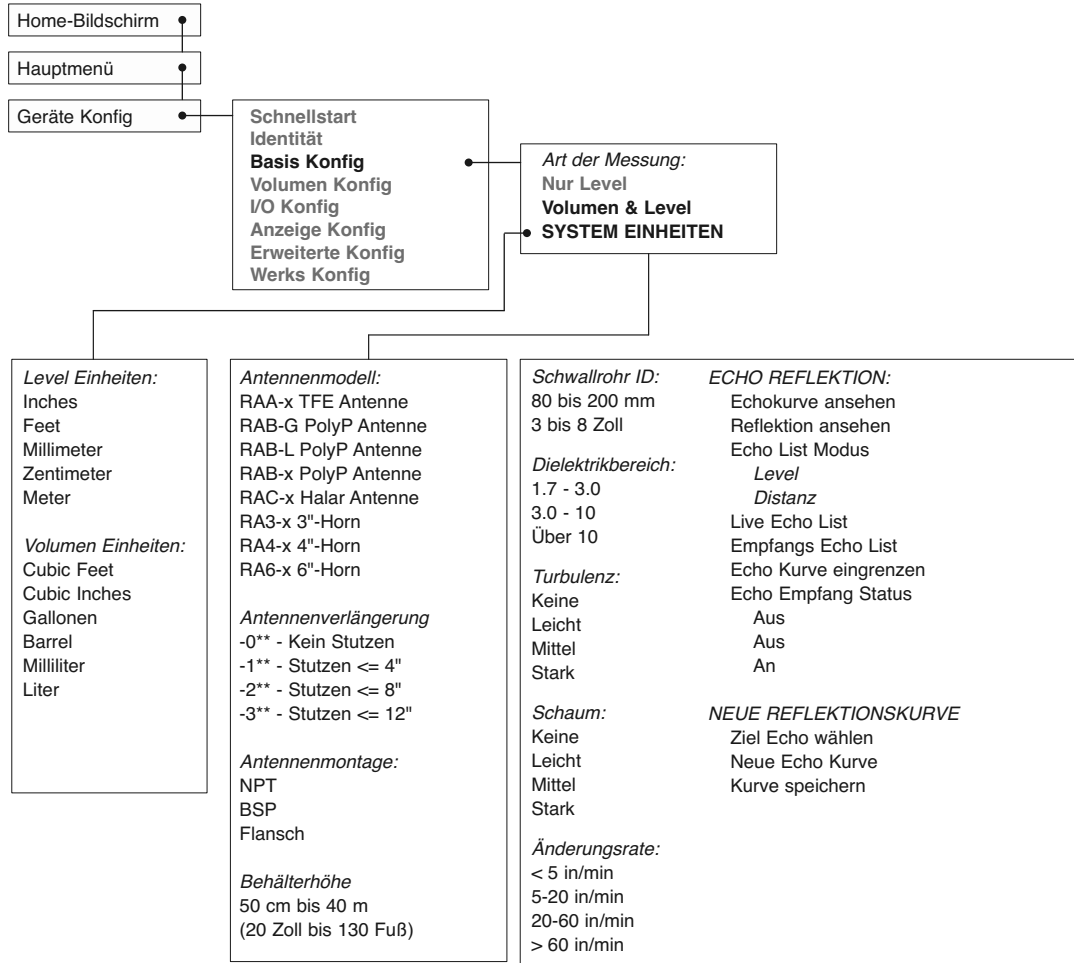 Home-Bildschirm
Hauptmenü
Geräte Konfig
Schnellstart
Identität
Basis Konfig
Volumen Konfig
I/O Konfig
Anzeige Konfig
Erweiterte Konfig
Werks Konfig
Art der Messung:
Nur Level
Volumen & Level
SYSTEM EINHEITEN
Level Einheiten:
Inches
Feet
Millimeter
Zentimeter
Meter
Volumen Einheiten:
Cubic Feet
Cubic Inches
Gallonen
Barrel
Milliliter
Liter
Antennenmodell:
RAA-x TFE Antenne
RAB-G PolyP Antenne
RAB-L PolyP Antenne
RAB-x PolyP Antenne
RAC-x Halar Antenne
RA3-x 3"-Horn
RA4-x 4"-Horn
RA6-x 6"-Horn
Antennenverlängerung
-0** - Kein Stutzen
-1** - Stutzen <= 4"
-2** - Stutzen <= 8"
-3** - Stutzen <= 12"
Antennenmontage:
NPT
BSP
Flansch
Behälterhöhe
50 cm bis 40 m
(20 Zoll bis 130 Fuß)
Schwallrohr ID:
80 bis 200 mm
3 bis 8 Zoll
Dielektrikbereich:
1.7 - 3.0
3.0 - 10
Über 10
Turbulenz:
Keine
Leicht
Mittel
Stark
Schaum:
Keine
Leicht
Mittel
Stark
Änderungsrate:
< 5 in/min
5-20 in/min
20-60 in/min
> 60 in/min
ECHO REFLEKTION:
Echokurve ansehen
Reflektion ansehen
Echo List Modus
Level
Distanz
Live Echo List
Empfangs Echo List
Echo Kurve eingrenzen
Echo Empfang Status
Aus
Aus
An
NEUE REFLEKTIONSKURVE
Ziel Echo wählen
Neue Echo Kurve
Kurve speichern